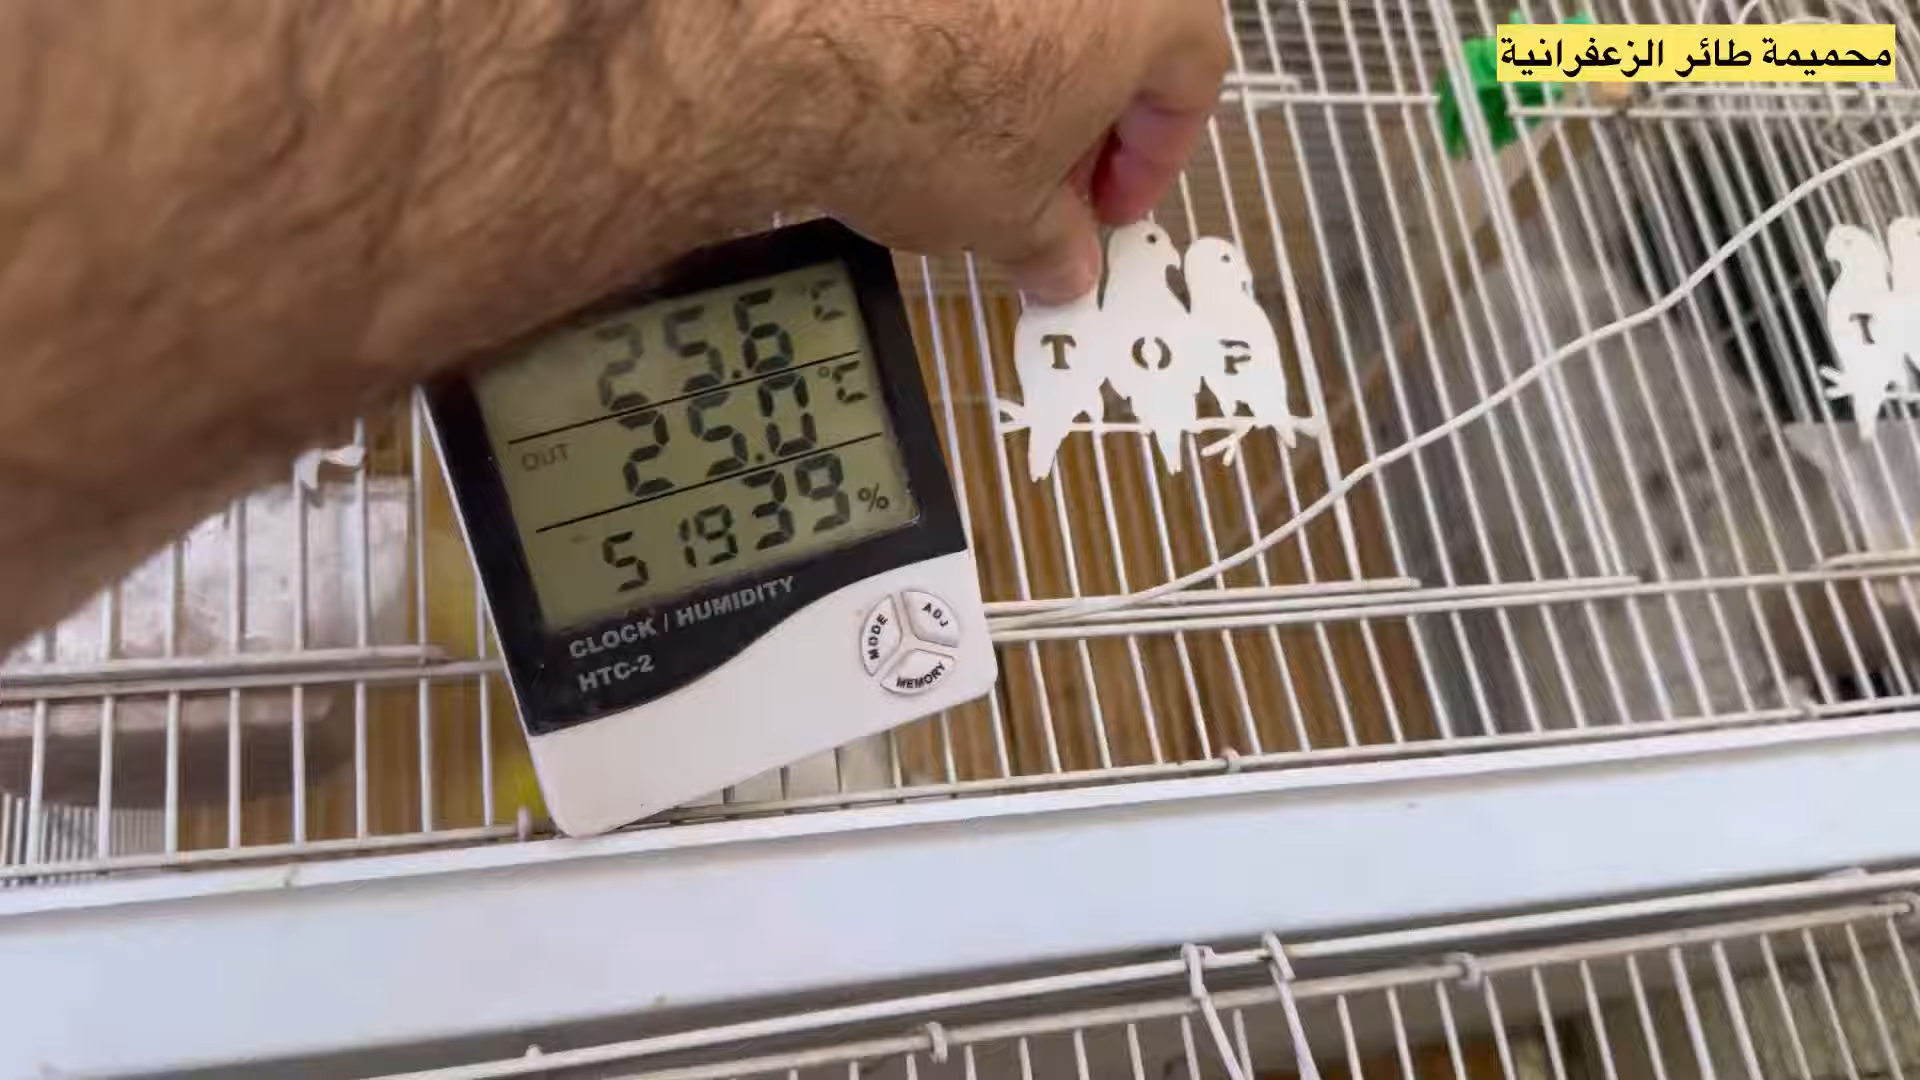 محميمة طائر الزعفرانية
25.6 °C
OUT 25.0 °C
5 19 39 %
CLOCK / HUMIDITY
HTC-2
MODE
ADJ
MEMORY
TOP
T